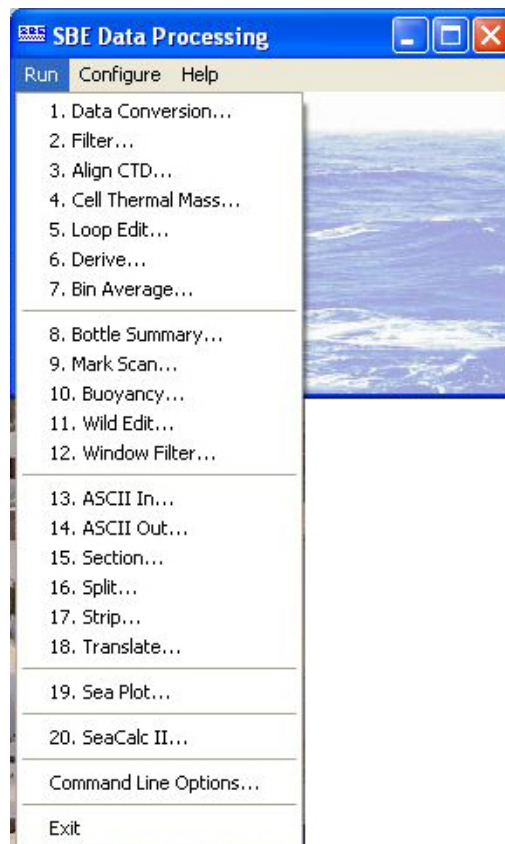 SBE Data Processing
Run Configure Help
1. Data Conversion...
2. Filter...
3. Align CTD...
4. Cell Thermal Mass...
5. Loop Edit...
6. Derive...
7. Bin Average...
8. Bottle Summary...
9. Mark Scan...
10. Buoyancy...
11. Wild Edit...
12. Window Filter...
13. ASCII In...
14. ASCII Out...
15. Section...
16. Split...
17. Strip...
18. Translate...
19. Sea Plot...
20. SeaCalc II...
Command Line Options...
Exit